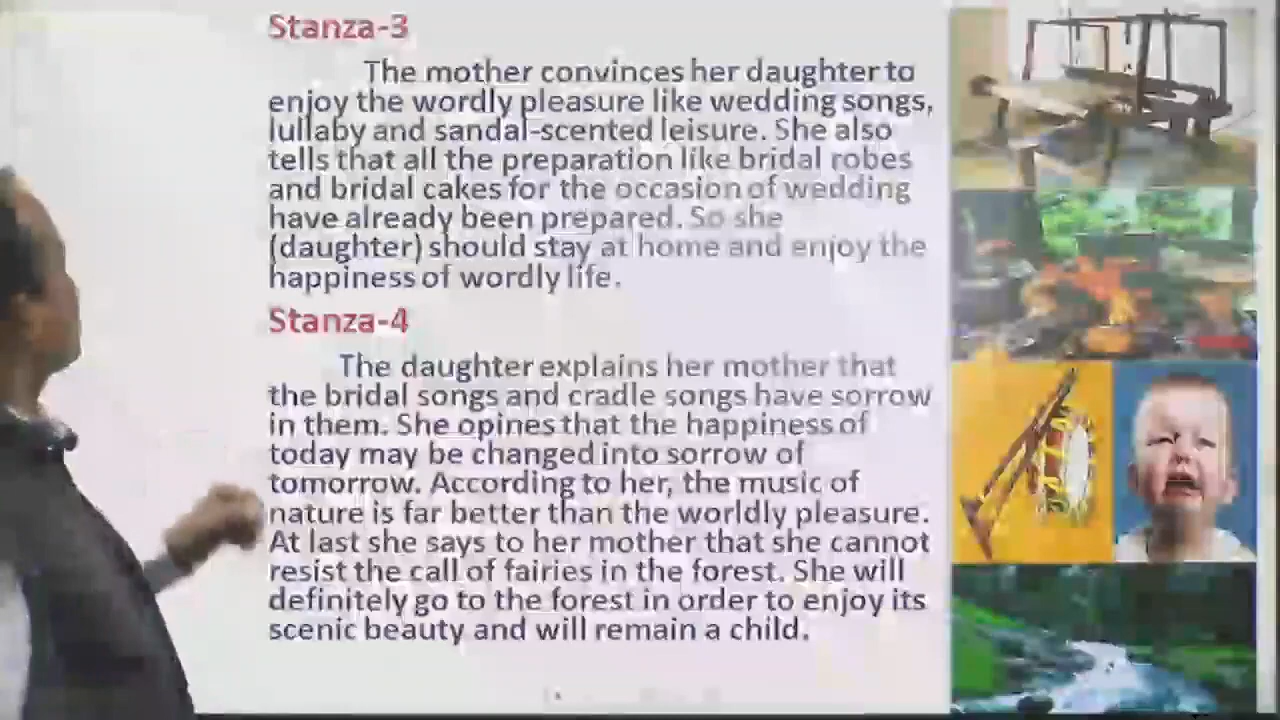 Stanza-3
The mother convinces her daughter to
enjoy the wordly pleasure like wedding songs,
lullaby and sandal-scented leisure. She also
tells that all the preparation like bridal robes
and bridal cakes for the occasion of wedding
have already been prepared. So she
(daughter) should stay at home and enjoy the
happiness of wordly life.
Stanza-4
The daughter explains her mother that
the bridal songs and cradle songs have sorrow
in them. She opines that the happiness of
today may be changed into sorrow of
tomorrow. According to her, the music of
nature is far better than the worldly pleasure.
At last she says to her mother that she cannot
resist the call of fairies in the forest. She will
definitely go to the forest in order to enjoy its
scenic beauty and will remain a child.